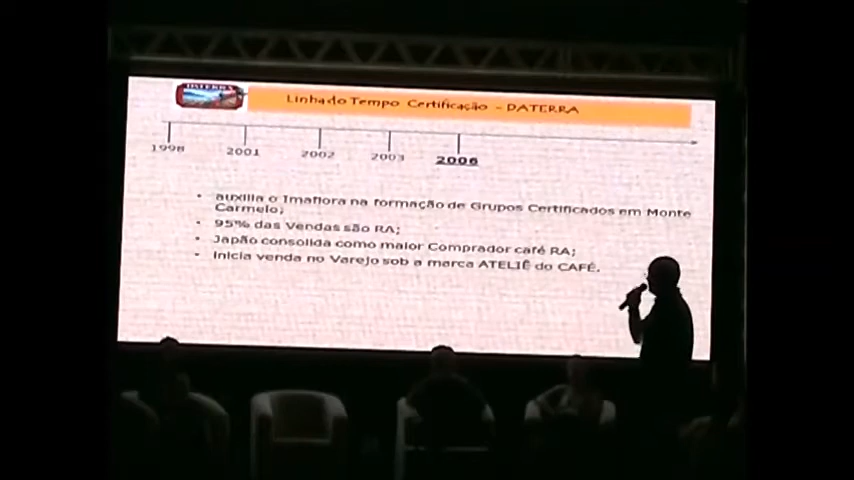 DATERRA
Linha do Tempo Certificação - DATERRA
1998 2001 2002 2003 2006
• auxilia o Imaflora na formação de Grupos Certificados em Monte
Carmelo;
• 95% das Vendas são RA;
• Japão consolida como maior Comprador café RA;
• Inicia venda no Varejo sob a marca ATELIÊ do CAFÉ.